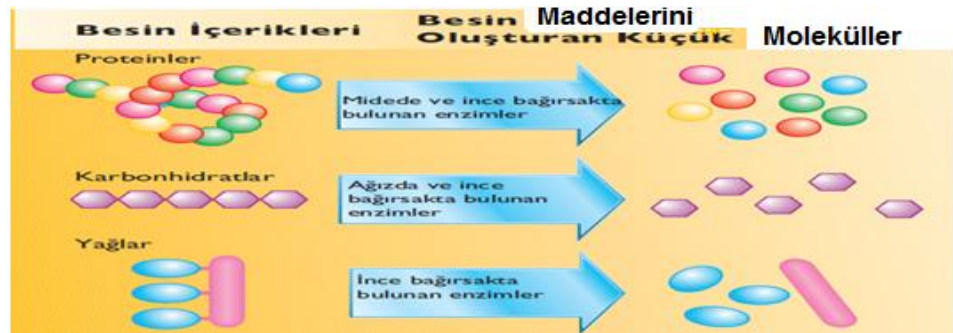 Besin İçerikleri
Besin Maddelerini
Oluşturan Küçük Moleküller
Proteinler
Midede ve ince bağırsakta
bulunan enzimler
Karbonhidratlar
Ağızda ve ince
bağırsakta bulunan
enzimler
Yağlar
İnce bağırsakta
bulunan enzimler